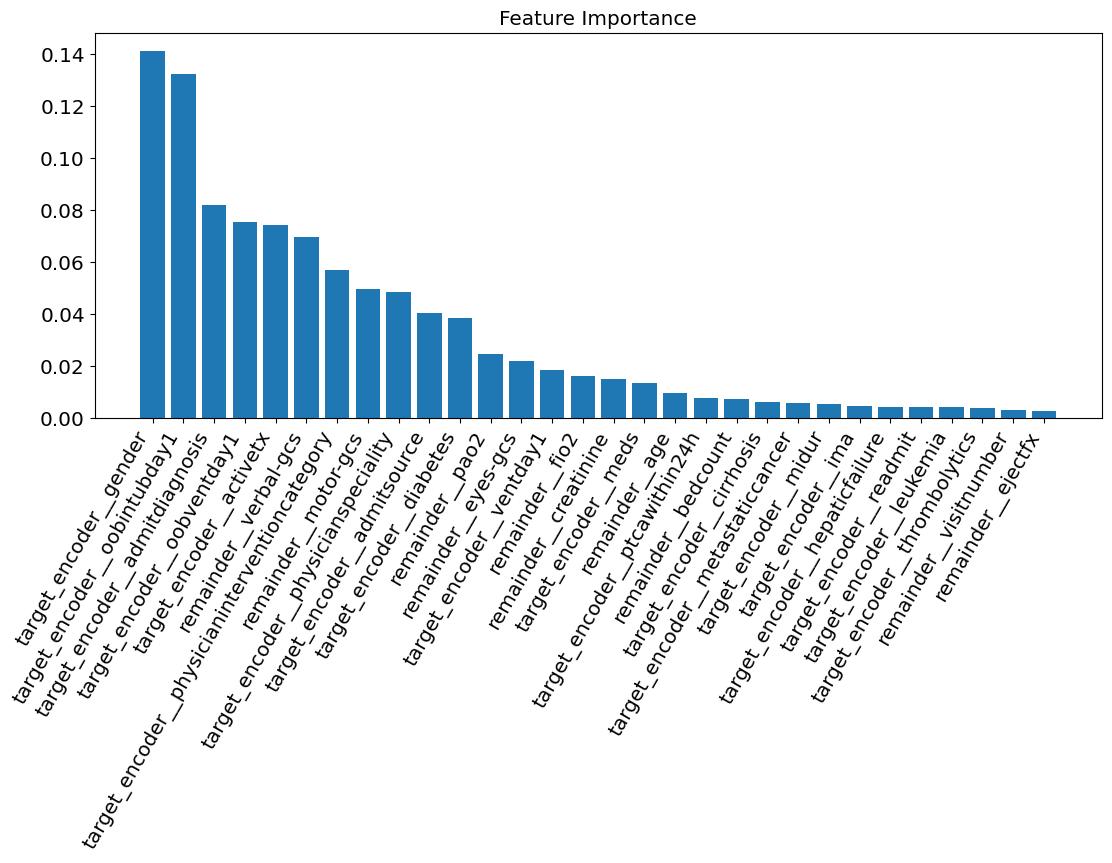 Feature Importance
0.14
0.12
0.10
0.08
0.06
0.04
0.02
0.00
target_encoder__gender
target_encoder__oobintubday1
target_encoder__admitdiagnosis
target_encoder__oobventday1
target_encoder__activetx
remainder__verbal-gcs
target_encoder__physicianinterventioncategory
remainder__motor-gcs
target_encoder__physicianspeciality
target_encoder__admitsource
target_encoder__diabetes
remainder__pao2
remainder__eyes-gcs
target_encoder__ventday1
remainder__fio2
remainder__creatinine
target_encoder__meds
remainder__age
target_encoder__ptcawithin24h
remainder__bedcount
target_encoder__cirrhosis
target_encoder__metastaticcancer
target_encoder__midur
target_encoder__ima
target_encoder__hepaticfailure
target_encoder__readmit
target_encoder__leukemia
target_encoder__thrombolytics
remainder__visitnumber
remainder__ejectfx